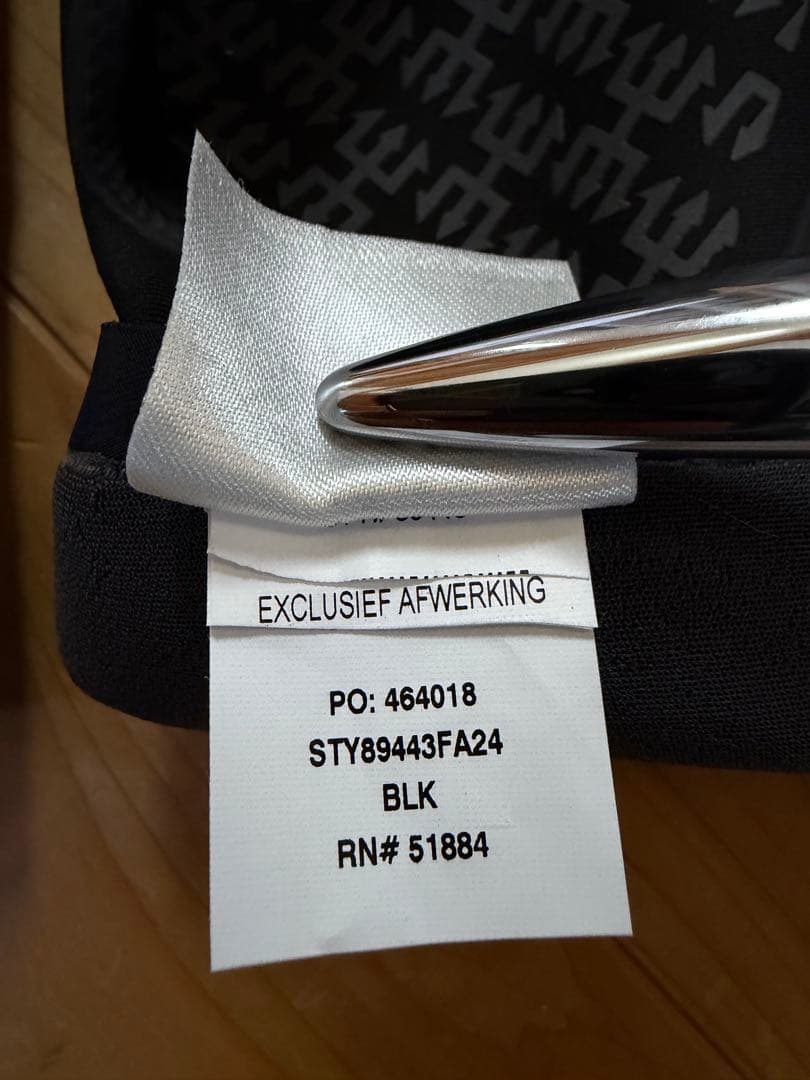 EXCLUSIEF AFWERKING
PO: 464018
STY89443FA24
BLK
RN# 51884